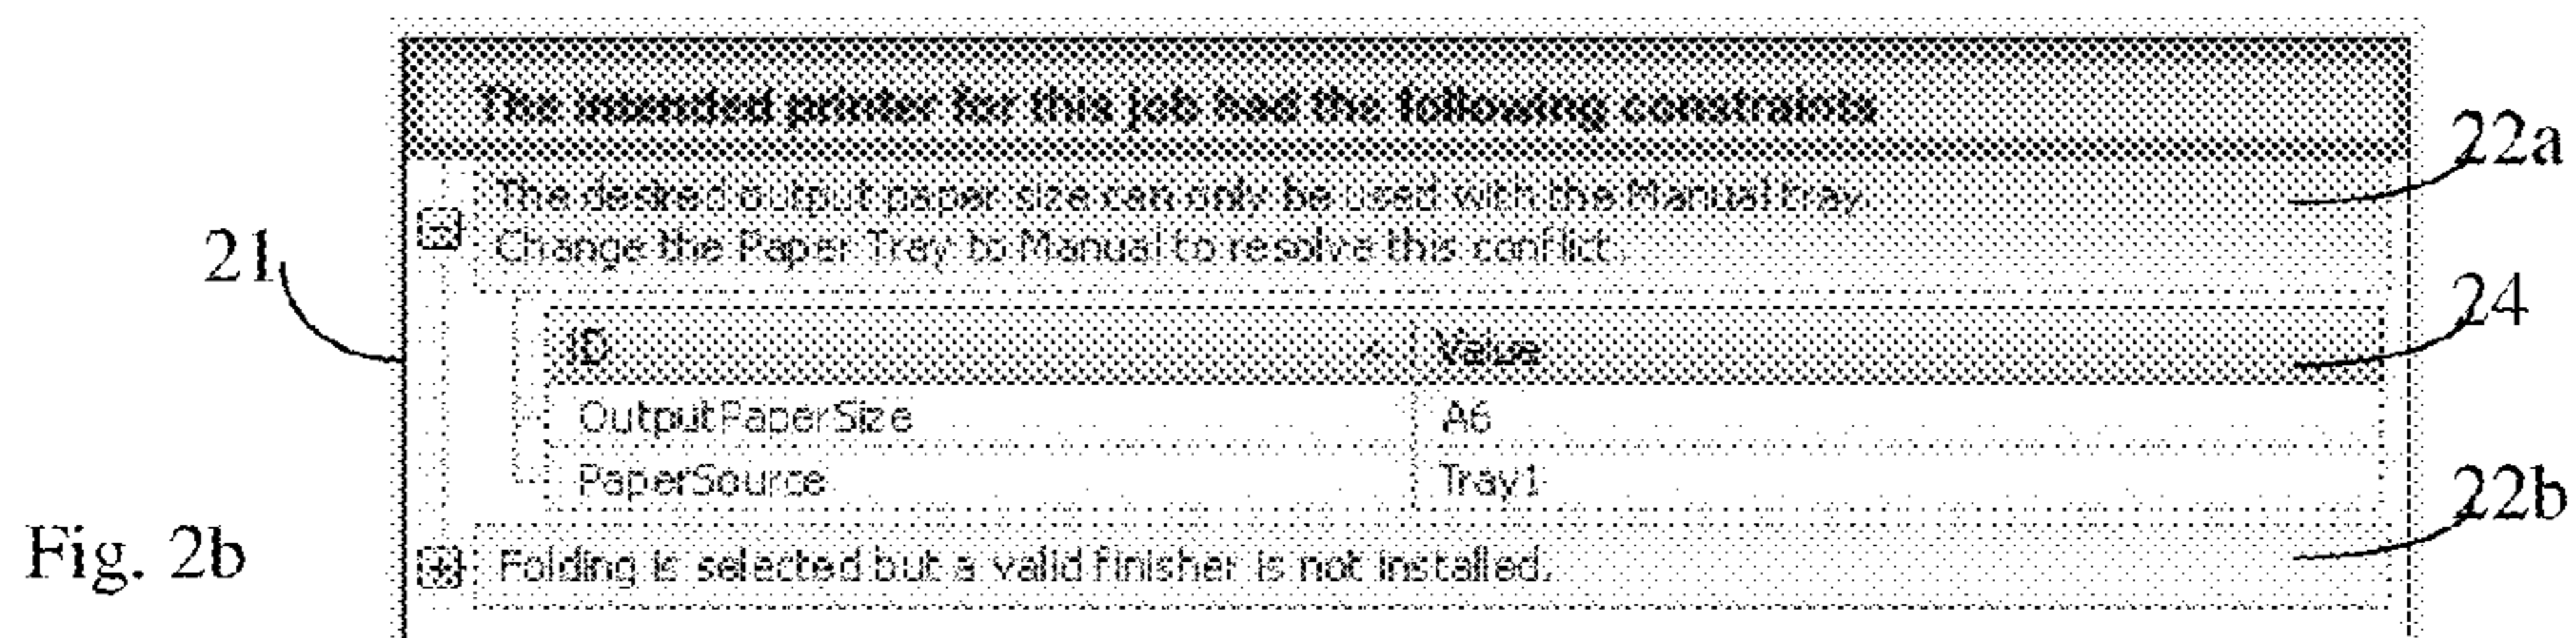 The intended printer for this job had the following constraints
22a
The desired output paper size can only be used with the Manual tray.
Change the Paper Tray to Manual to resolve this conflict.
21
24
ID Value
OutputPaperSize A6
PaperSource Tray1
22b
Folding is selected but a valid finisher is not installed.
Fig. 2b